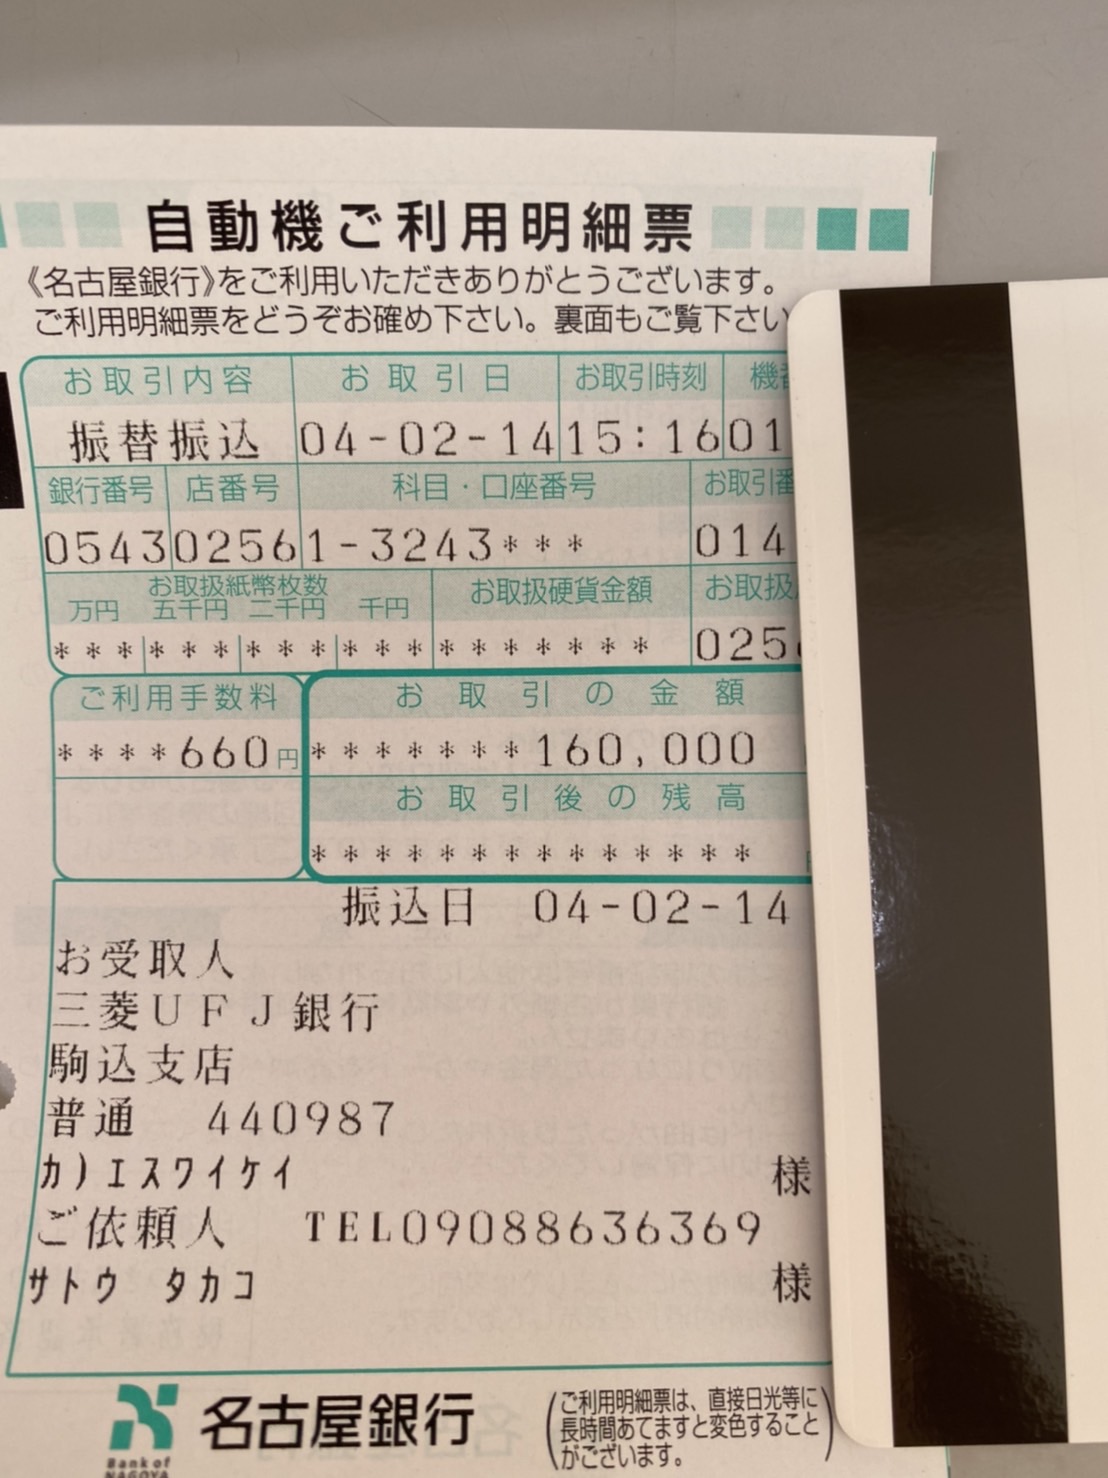 自動機ご利用明細票
《名古屋銀行》をご利用いただきありがとうございます。
ご利用明細票をどうぞお確め下さい。裏面もご覧下さい
お取引内容 お取引日 お取引時刻 機
振替振込 04-02-14 15:16 01
銀行番号 店番号 科目・口座番号 お取引番
0543 0256 1-3243***
014
お取扱紙幣枚数 お取扱硬貨金額 お取扱
万円 五千円 二千円 千円
*** *** *** *** ******* 025
ご利用手数料 お取引の金額
****660円 *******160,000
お取引後の残高
**************
振込日 04-02-14
お受取人
三菱UFJ銀行
駒込支店
普通 440987
カ)エスワイケイ 様
ご依頼人 TEL09088636369
サトウ タカコ 様
名古屋銀行
Bank of
NAGOYA
(ご利用明細票は、直接日光等に
長時間あてますと変色すること
がございます。)